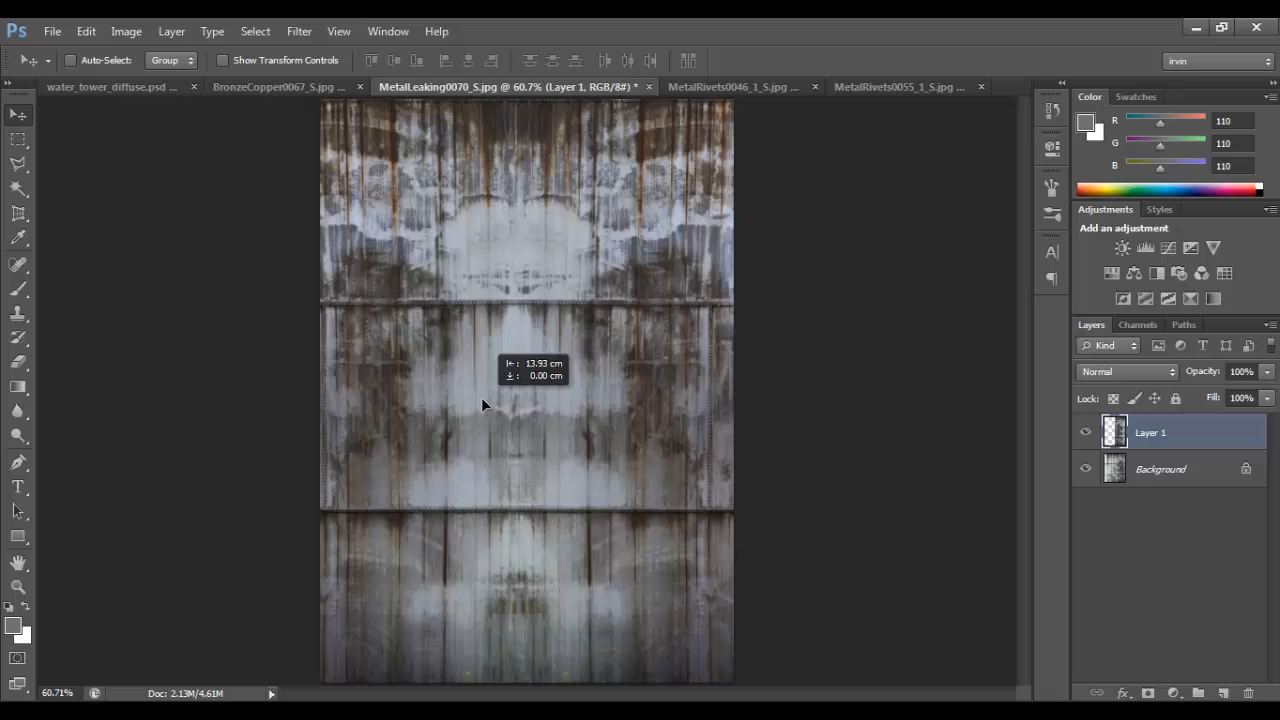 Ps File Edit Image Layer Type Select Filter View Window Help
Auto-Select: Group Show Transform Controls irvin
water_tower_diffuse.psd ... × BronzeCopper0067_S.jpg ... × MetalLeaking0070_S.jpg @ 60.7% (Layer 1, RGB/8#) * × MetalRivets0046_1_S.jpg ... × MetalRivets0055_1_S.jpg ... ×
Color Swatches
R 110
G 110
B 110
Adjustments Styles
Add an adjustment
Layers Channels Paths
Kind
Normal Opacity: 100%
Lock: Fill: 100%
Layer 1
Background
13.93 cm
0.00 cm
60.71% Doc: 2.13M/4.61M